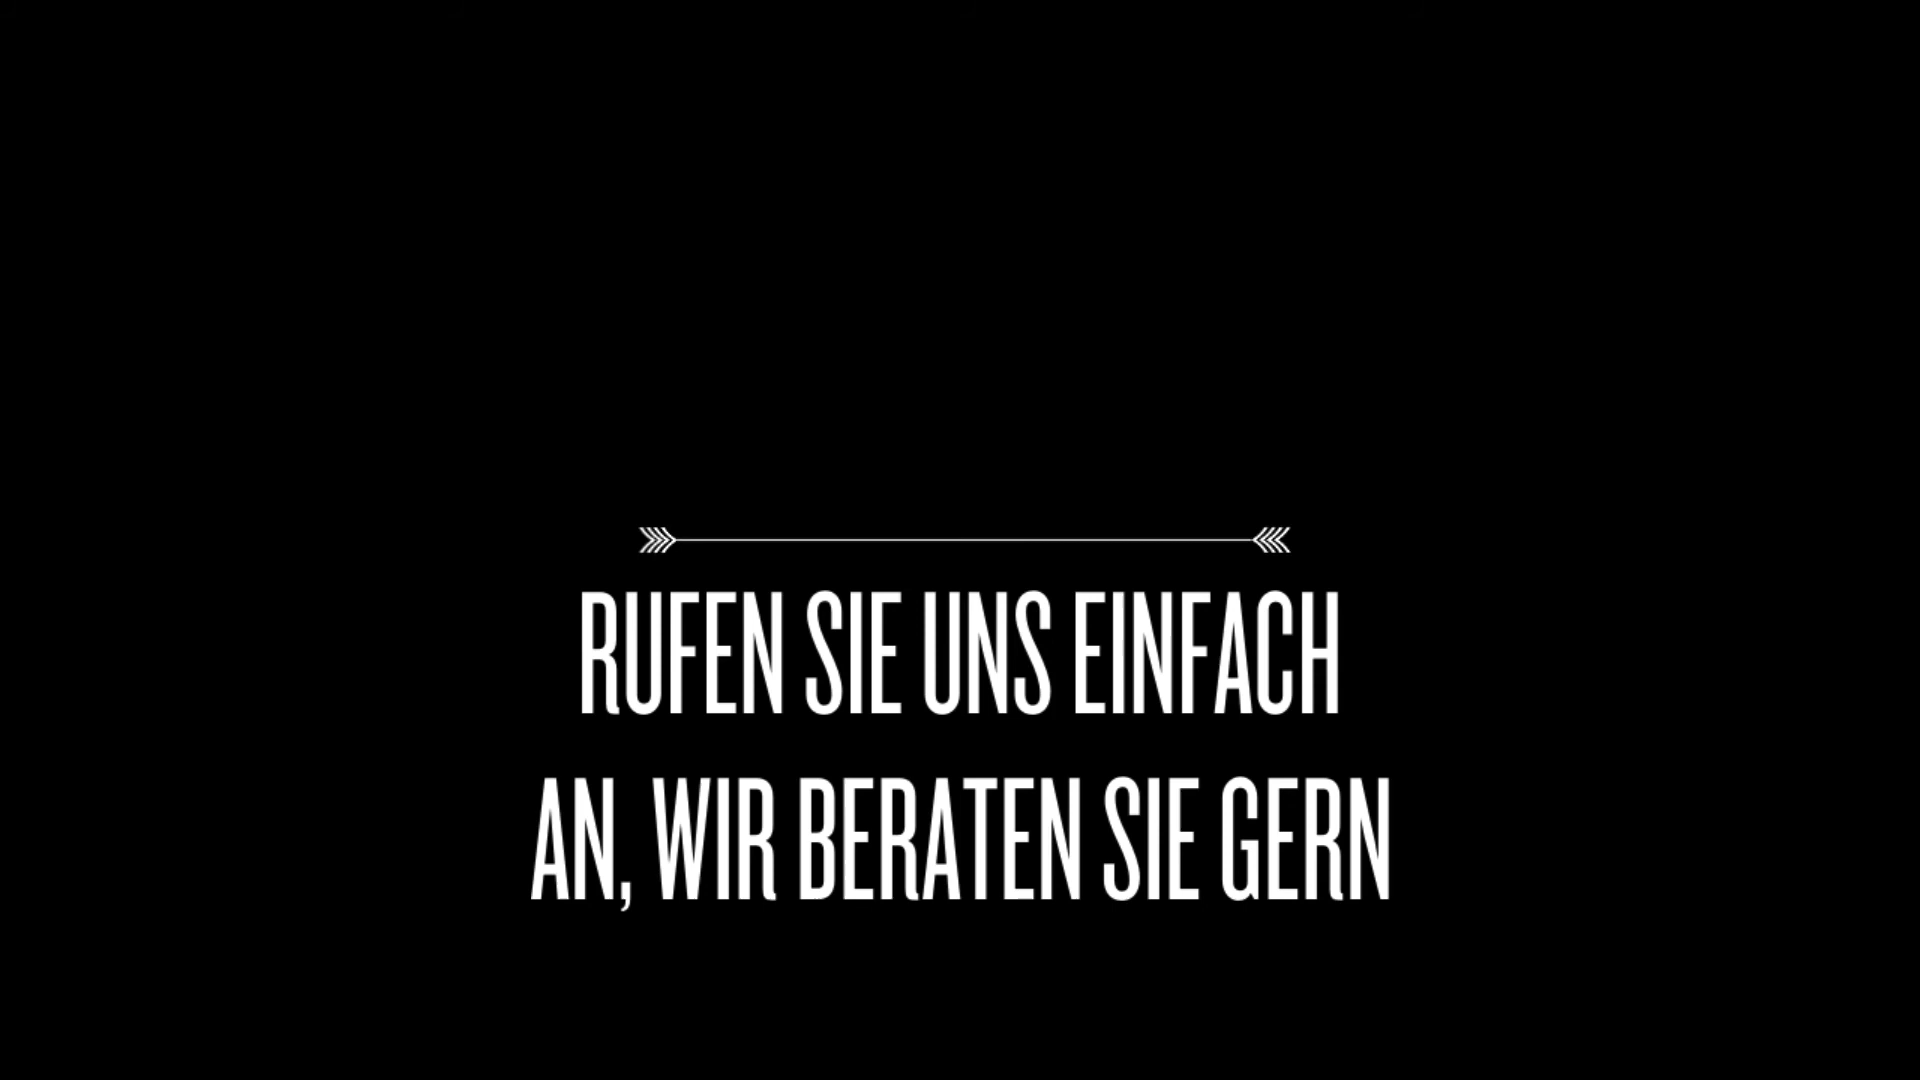 RUFEN SIE UNS EINFACH
AN, WIR BERATEN SIE GERN